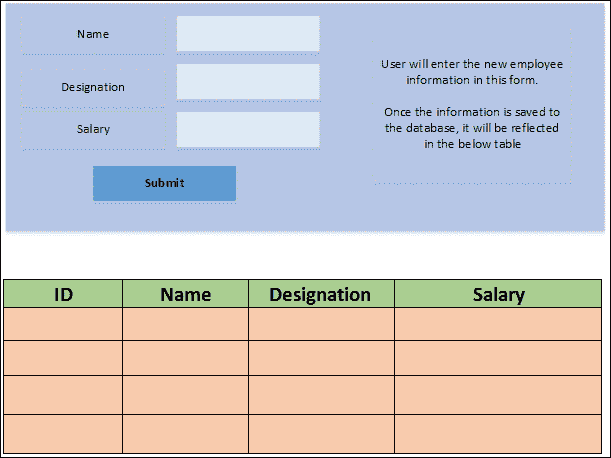 Name
Designation
Salary
Submit
User will enter the new employee
information in this form.
Once the information is saved to
the database, it will be reflected
in the below table
ID Name Designation Salary